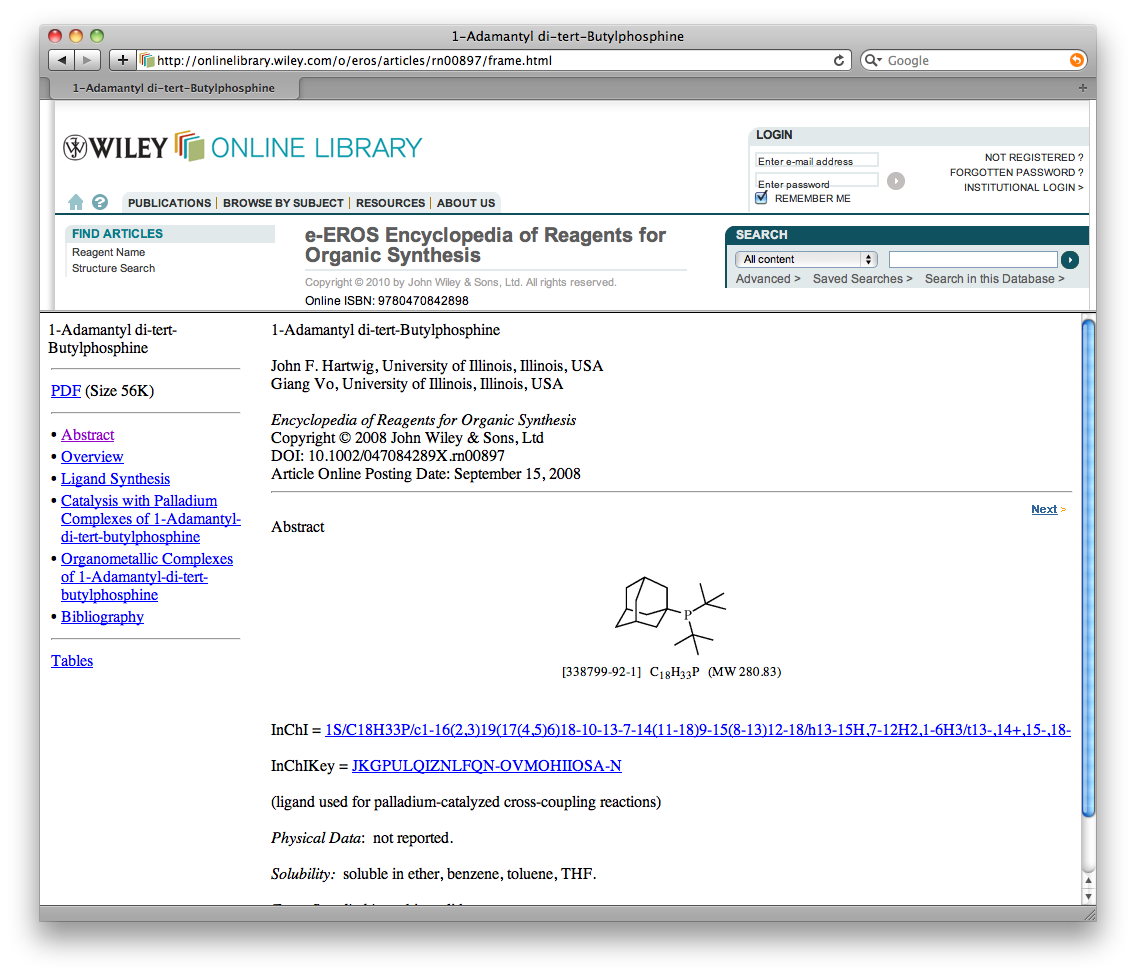 1-Adamantyl di-tert-Butylphosphine
http://onlinelibrary.wiley.com/o/eros/articles/rn00897/frame.html
Google
1-Adamantyl di-tert-Butylphosphine
WILEY ONLINE LIBRARY
LOGIN
Enter e-mail address
Enter password
REMEMBER ME
NOT REGISTERED ?
FORGOTTEN PASSWORD ?
INSTITUTIONAL LOGIN >
PUBLICATIONS | BROWSE BY SUBJECT | RESOURCES | ABOUT US
FIND ARTICLES
Reagent Name
Structure Search
e-EROS Encyclopedia of Reagents for
Organic Synthesis
Copyright © 2010 by John Wiley & Sons, Ltd. All rights reserved.
Online ISBN: 9780470842898
SEARCH
All content
Advanced > Saved Searches > Search in this Database >
1-Adamantyl di-tert-
Butylphosphine
PDF (Size 56K)
• Abstract
• Overview
• Ligand Synthesis
• Catalysis with Palladium
Complexes of 1-Adamantyl-
di-tert-butylphosphine
• Organometallic Complexes
of 1-Adamantyl-di-tert-
butylphosphine
• Bibliography
Tables
1-Adamantyl di-tert-Butylphosphine
John F. Hartwig, University of Illinois, Illinois, USA
Giang Vo, University of Illinois, Illinois, USA
Encyclopedia of Reagents for Organic Synthesis
Copyright © 2008 John Wiley & Sons, Ltd
DOI: 10.1002/047084289X.rn00897
Article Online Posting Date: September 15, 2008
Next »
Abstract
P
[338799-92-1] C18H33P (MW 280.83)
InChI = 1S/C18H33P/c1-16(2,3)19(17(4,5)6)18-10-13-7-14(11-18)9-15(8-13)12-18/h13-15H,7-12H2,1-6H3/t13-,14+,15-,18-
InChIKey = JKGPULQIZNLFQN-OVMOHIIOSA-N
(ligand used for palladium-catalyzed cross-coupling reactions)
Physical Data: not reported.
Solubility: soluble in ether, benzene, toluene, THF.